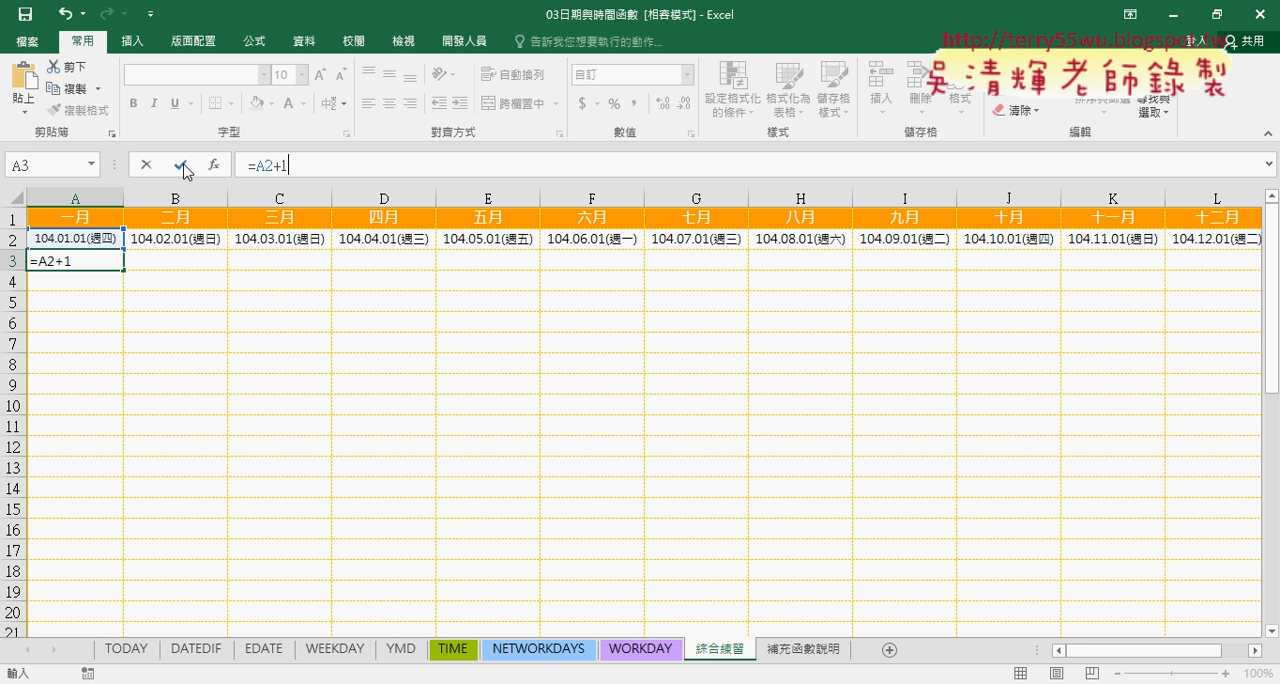 03日期與時間函數 [相容模式] - Excel
http://terry55wu.blogspot.tw
檔案 常用 插入 版面配置 公式 資料 校閱 檢視 開發人員 告訴我您想要執行的動作... 登入 共用
吳清輝老師錄製
貼上 剪下 複製 複製格式 剪貼簿
10 A A B I U A 中 字型
自動換列 跨欄置中 對齊方式
自訂 $ % , 數值
設定格式化的條件 格式化為表格 儲存格樣式 樣式
插入 刪除 格式 儲存格
清除 排序與篩選 尋找與選取 編輯
A3 fx =A2+1
A B C D E F G H I J K L
1 一月 二月 三月 四月 五月 六月 七月 八月 九月 十月 十一月 十二月
2 104.01.01(週四) 104.02.01(週日) 104.03.01(週日) 104.04.01(週三) 104.05.01(週五) 104.06.01(週一) 104.07.01(週三) 104.08.01(週六) 104.09.01(週二) 104.10.01(週四) 104.11.01(週日) 104.12.01(週二)
3 =A2+1
4
5
6
7
8
9
10
11
12
13
14
15
16
17
18
19
20
21
TODAY DATEDIF EDATE WEEKDAY YMD TIME NETWORKDAYS WORKDAY 綜合練習 補充函數說明
輸入 100%